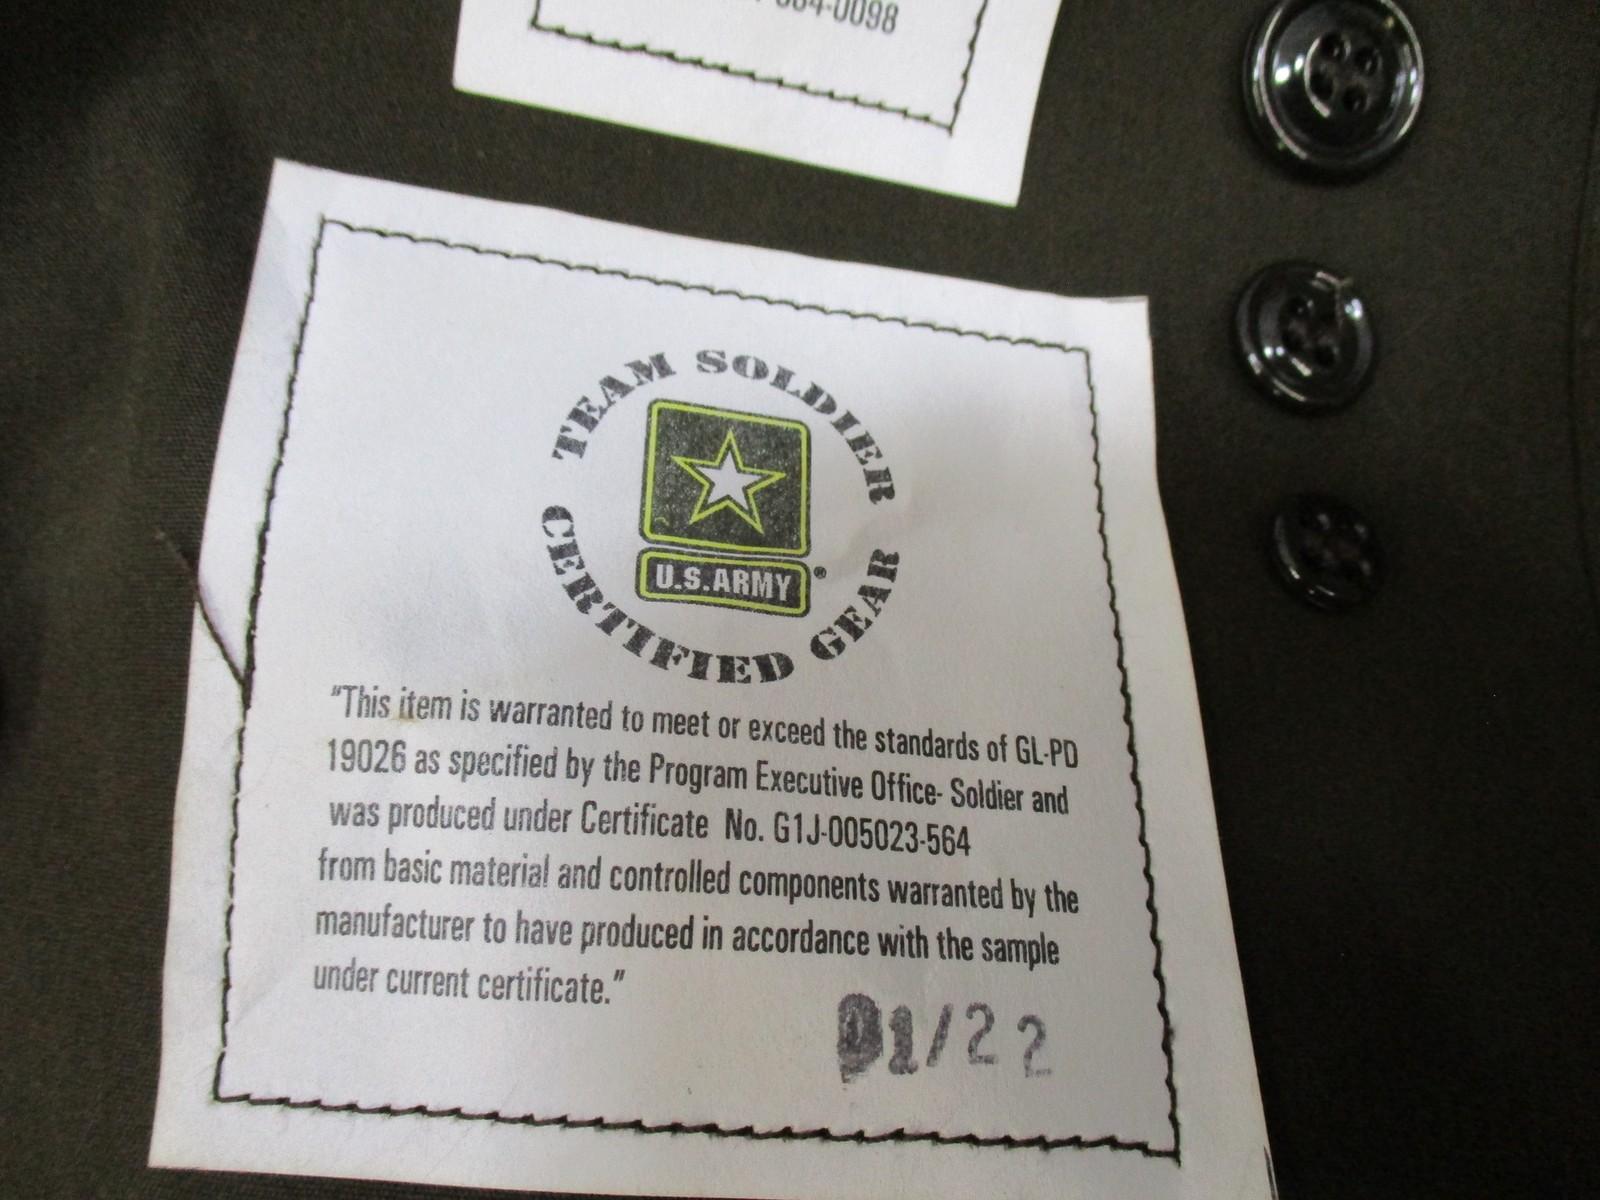 084-0098
TEAM SOLDIER
U.S.ARMY®
CERTIFIED GEAR
"This item is warranted to meet or exceed the standards of GL-PD
19026 as specified by the Program Executive Office- Soldier and
was produced under Certificate No. G1J-005023-564
from basic material and controlled components warranted by the
manufacturer to have produced in accordance with the sample
under current certificate."
01/22